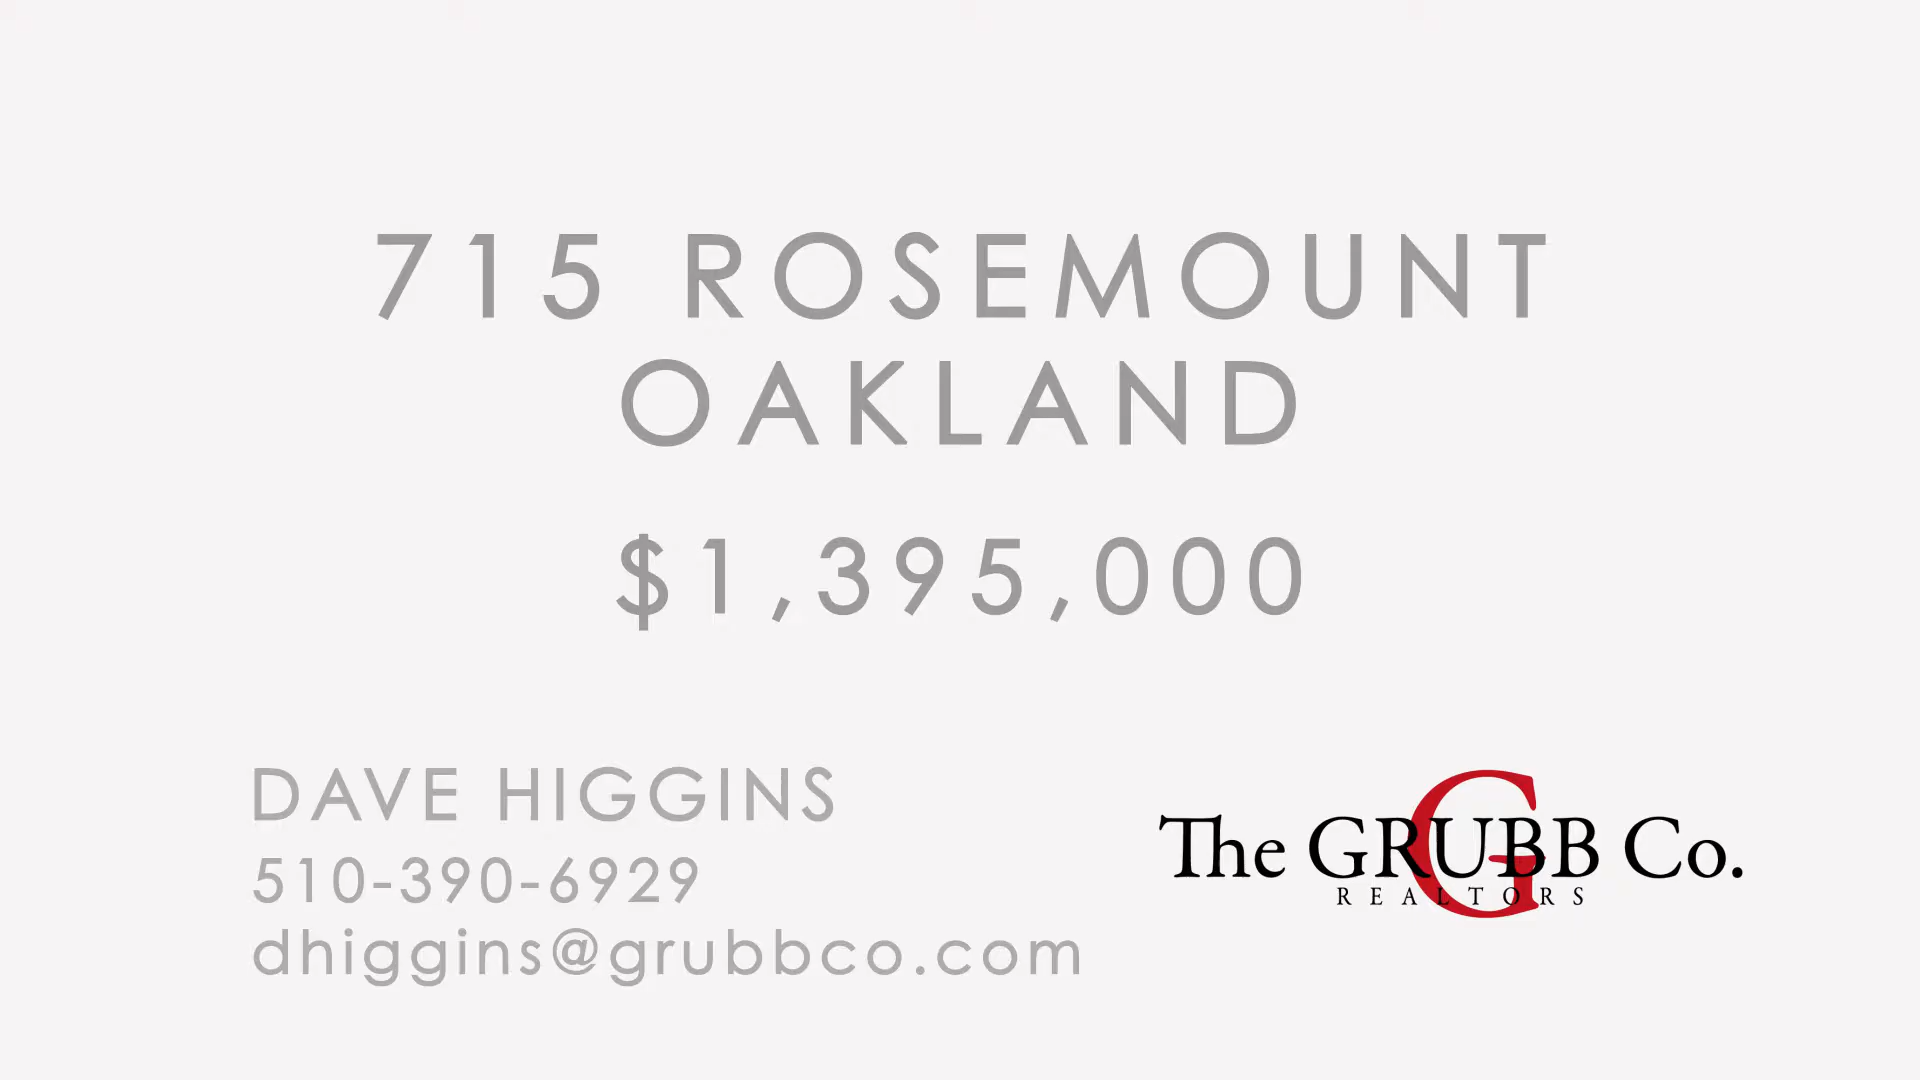 715 ROSEMOUNT
OAKLAND
$1,395,000
DAVE HIGGINS
510-390-6929
dhiggins@grubbco.com
The GRUBB Co.
REALTORS
G